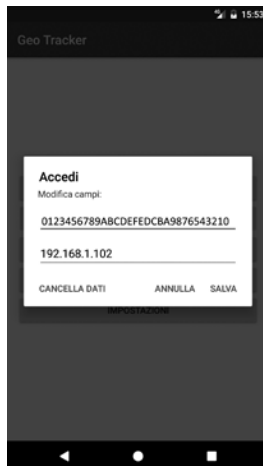 15:53
Geo Tracker
Accedi
Modifica campi:
0123456789ABCDEFEDCBA9876543210
192.168.1.102
CANCELLA DATI ANNULLA SALVA
IMPOSTAZIONI